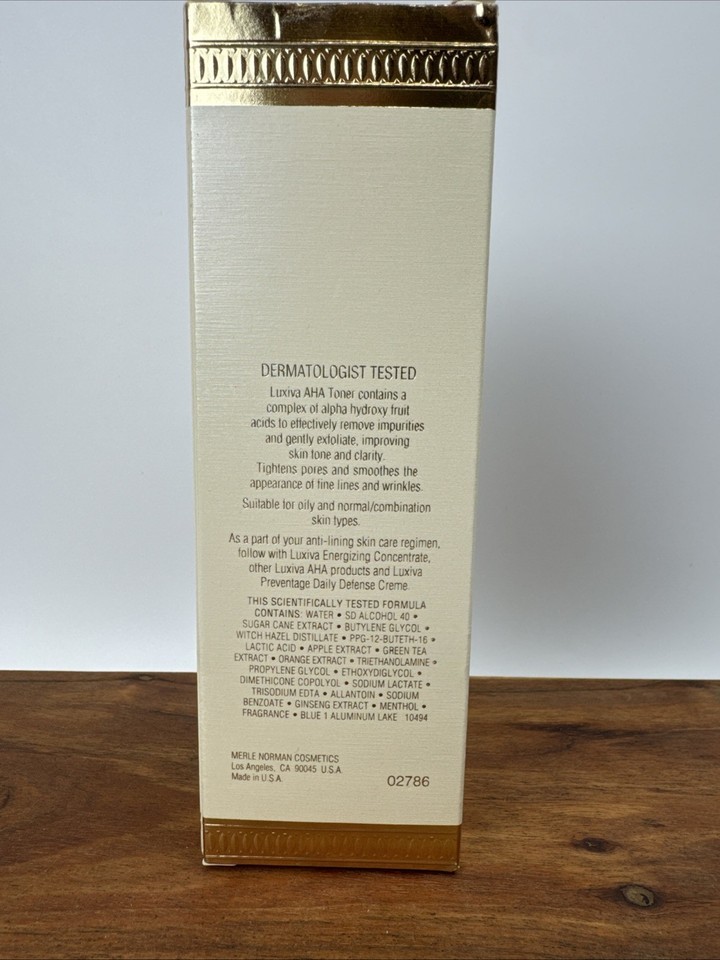 DERMATOLOGIST TESTED
Luxiva AHA Toner contains a
complex of alpha hydroxy fruit
acids to effectively remove impurities
and gently exfoliate, improving
skin tone and clarity.
Tightens pores and smoothes the
appearance of fine lines and wrinkles.
Suitable for oily and normal/combination
skin types.
As a part of your anti-lining skin care regimen,
follow with Luxiva Energizing Concentrate,
other Luxiva AHA products and Luxiva
Preventage Daily Defense Creme.
THIS SCIENTIFICALLY TESTED FORMULA
CONTAINS: WATER • SD ALCOHOL 40 •
SUGAR CANE EXTRACT • BUTYLENE GLYCOL •
WITCH HAZEL DISTILLATE • PPG-12-BUTETH-16 •
LACTIC ACID • APPLE EXTRACT • GREEN TEA
EXTRACT • ORANGE EXTRACT • TRIETHANOLAMINE •
PROPYLENE GLYCOL • ETHOXYDIGLYCOL •
DIMETHICONE COPOLYOL • SODIUM LACTATE •
TRISODIUM EDTA • ALLANTOIN • SODIUM
BENZOATE • GINSENG EXTRACT • MENTHOL •
FRAGRANCE • BLUE 1 ALUMINUM LAKE 10494
MERLE NORMAN COSMETICS
Los Angeles, CA 90045 U.S.A.
Made in U.S.A.
02786